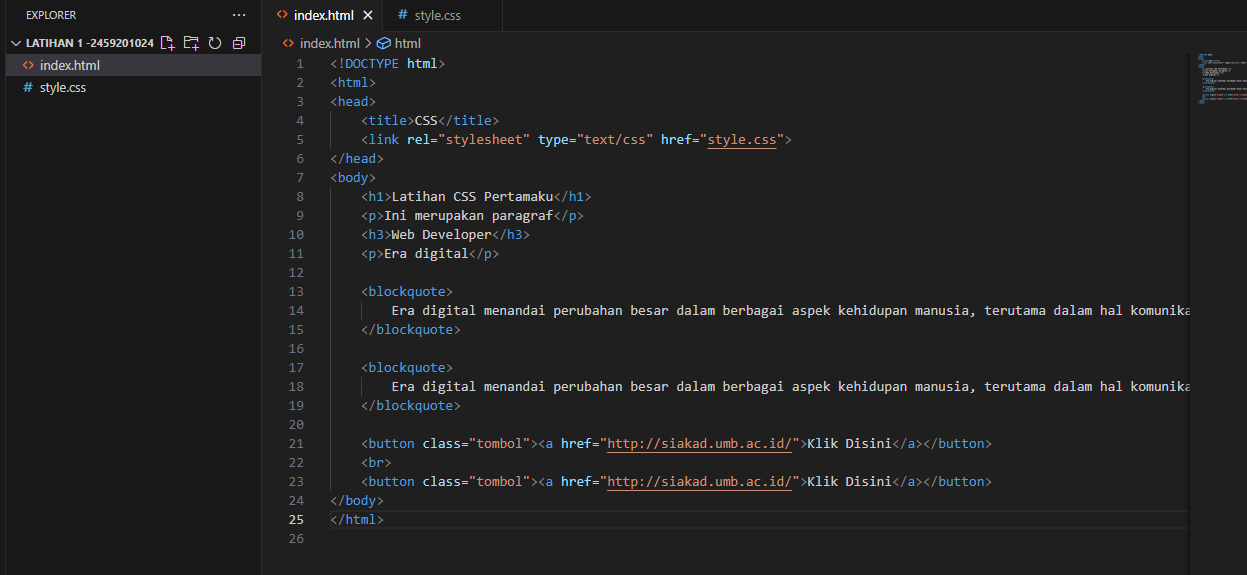 EXPLORER
LATIHAN 1 -2459201024
index.html
# style.css
index.html
# style.css
index.html > html
1 <!DOCTYPE html>
2 <html>
3 <head>
4 <title>CSS</title>
5 <link rel="stylesheet" type="text/css" href="style.css">
6 </head>
7 <body>
8 <h1>Latihan CSS Pertamaku</h1>
9 <p>Ini merupakan paragraf</p>
10 <h3>Web Developer</h3>
11 <p>Era digital</p>
12
13 <blockquote>
14 Era digital menandai perubahan besar dalam berbagai aspek kehidupan manusia, terutama dalam hal komunika
15 </blockquote>
16
17 <blockquote>
18 Era digital menandai perubahan besar dalam berbagai aspek kehidupan manusia, terutama dalam hal komunika
19 </blockquote>
20
21 <button class="tombol"><a href="http://siakad.umb.ac.id/">Klik Disini</a></button>
22 <br>
23 <button class="tombol"><a href="http://siakad.umb.ac.id/">Klik Disini</a></button>
24 </body>
25 </html>
26